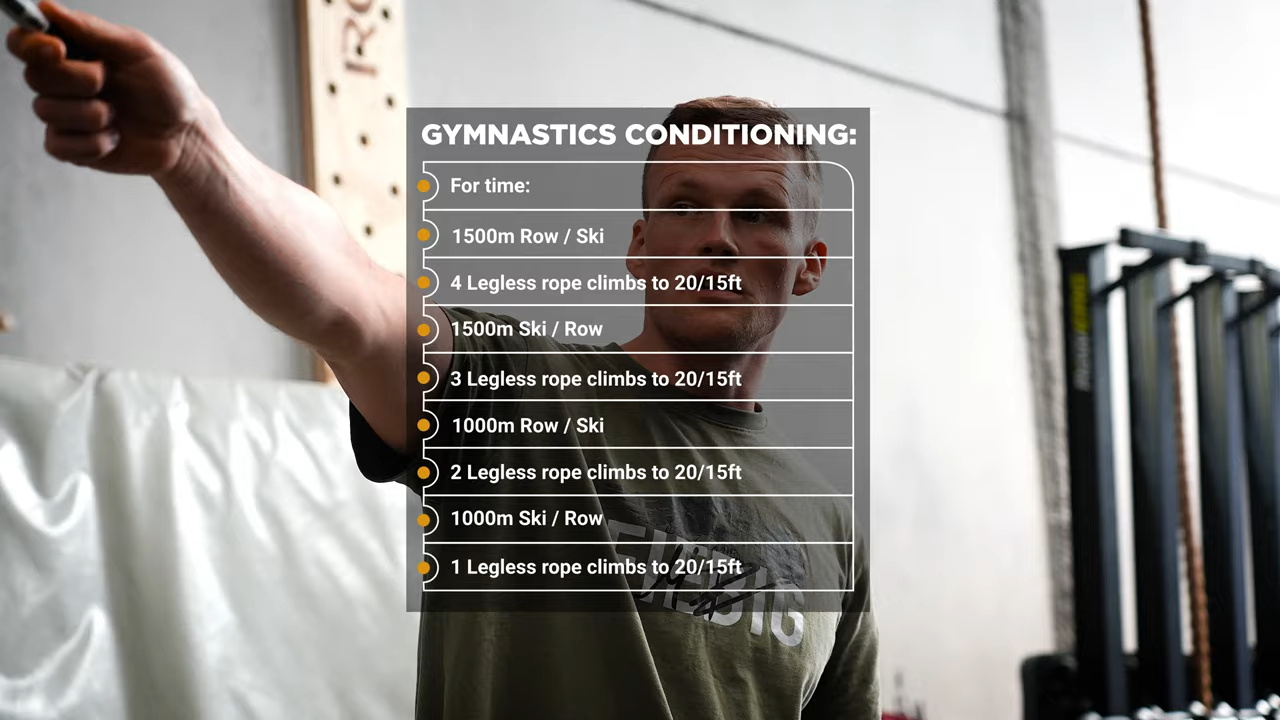 GYMNASTICS CONDITIONING:
For time:
1500m Row / Ski
4 Legless rope climbs to 20/15ft
1500m Ski / Row
3 Legless rope climbs to 20/15ft
1000m Row / Ski
2 Legless rope climbs to 20/15ft
1000m Ski / Row
1 Legless rope climbs to 20/15ft